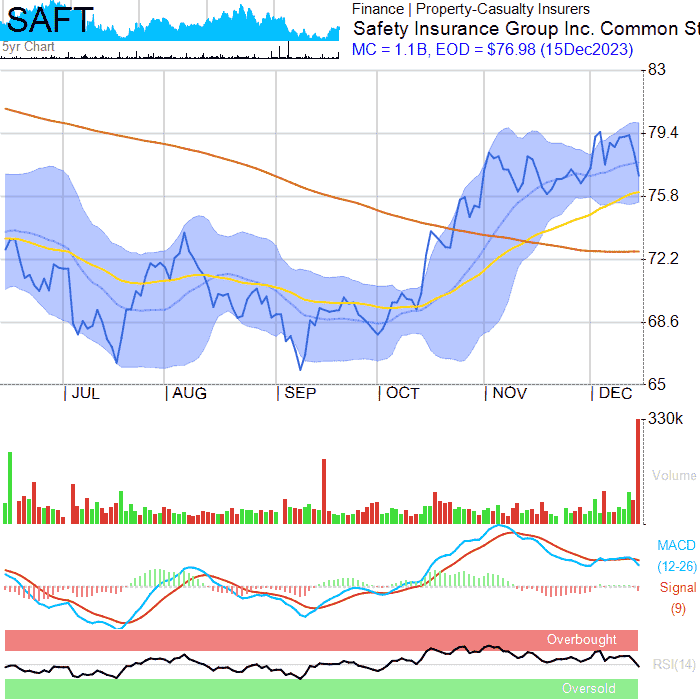 SAFT
Finance | Property-Casualty Insurers
Safety Insurance Group Inc. Common St
5yr Chart
MC = 1.1B, EOD = $76.98 (15Dec2023)
83
79.4
75.8
72.2
68.6
65
JUL AUG SEP OCT NOV DEC
330k
Volume
MACD
(12-26)
Signal
(9)
Overbought
RSI(14)
Oversold